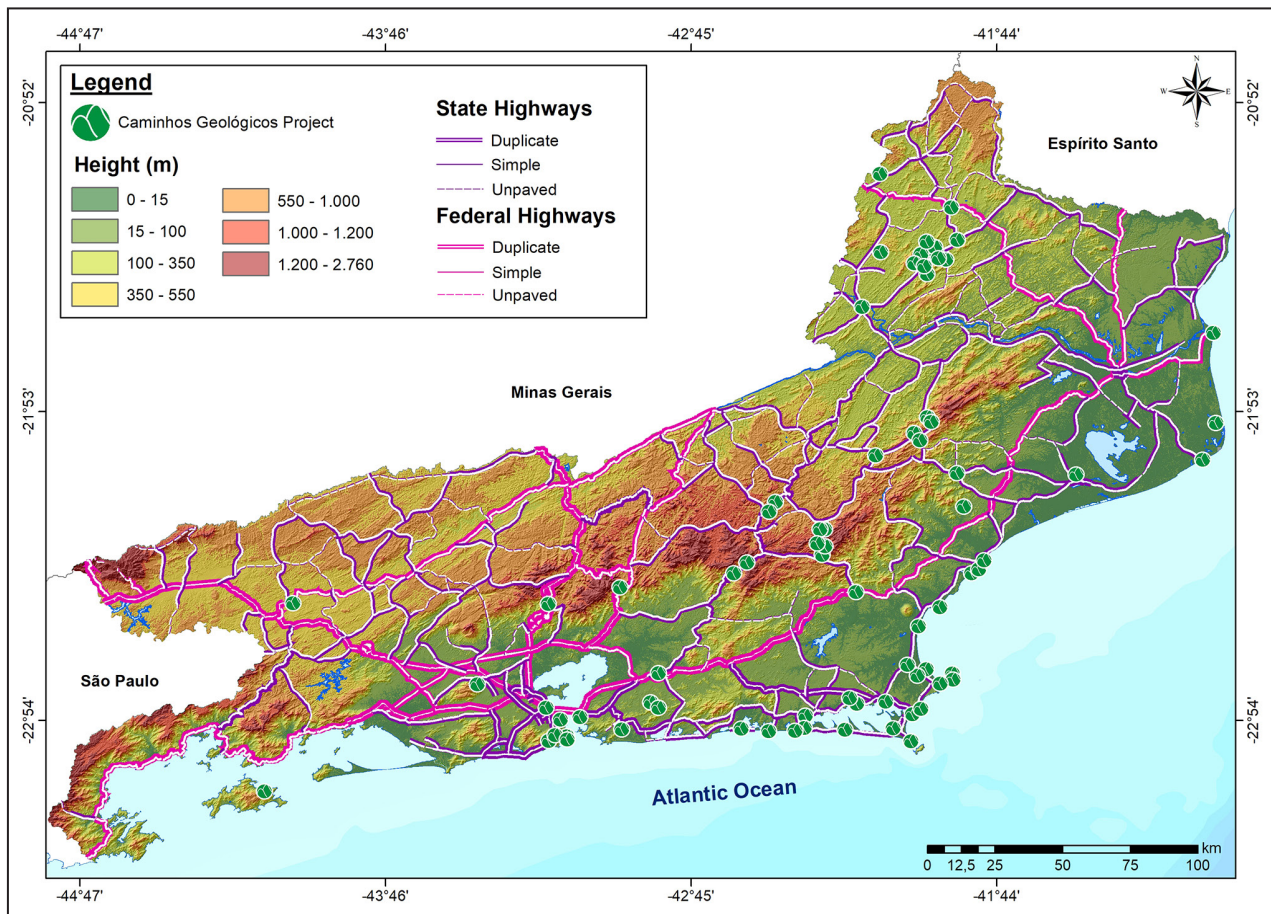 -44°47'
-43°46'
-42°45'
-41°44'
Legend
Caminhos Geológicos Project
Height (m)
0 - 15
15 - 100
100 - 350
350 - 550
550 - 1.000
1.000 - 1.200
1.200 - 2.760
State Highways
Duplicate
Simple
Unpaved
Federal Highways
Duplicate
Simple
Unpaved
N
W
E
S
Espírito Santo
Minas Gerais
São Paulo
Atlantic Ocean
-20°52'
-21°53'
-22°54'
-20°52'
-21°53'
-22°54'
km
0
12,5
25
50
75
100
-44°47'
-43°46'
-42°45'
-41°44'